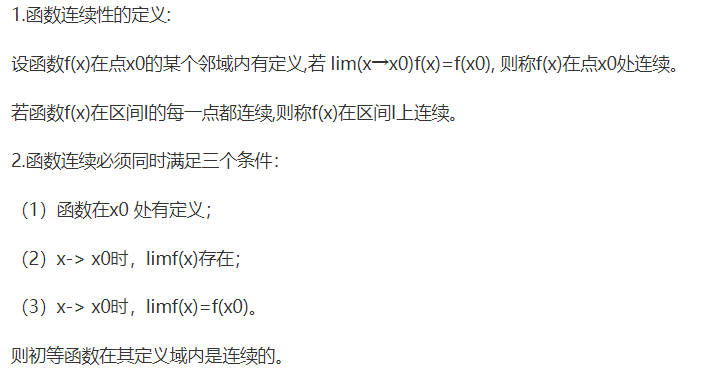 1.函数连续性的定义:
设函数f(x)在点x0的某个邻域内有定义,若 lim(x→x0)f(x)=f(x0), 则称f(x)在点x0处连续。
若函数f(x)在区间I的每一点都连续,则称f(x)在区间I上连续。
2.函数连续必须同时满足三个条件：
（1）函数在x0 处有定义；
（2）x-> x0时，limf(x)存在；
（3）x-> x0时，limf(x)=f(x0)。
则初等函数在其定义域内是连续的。